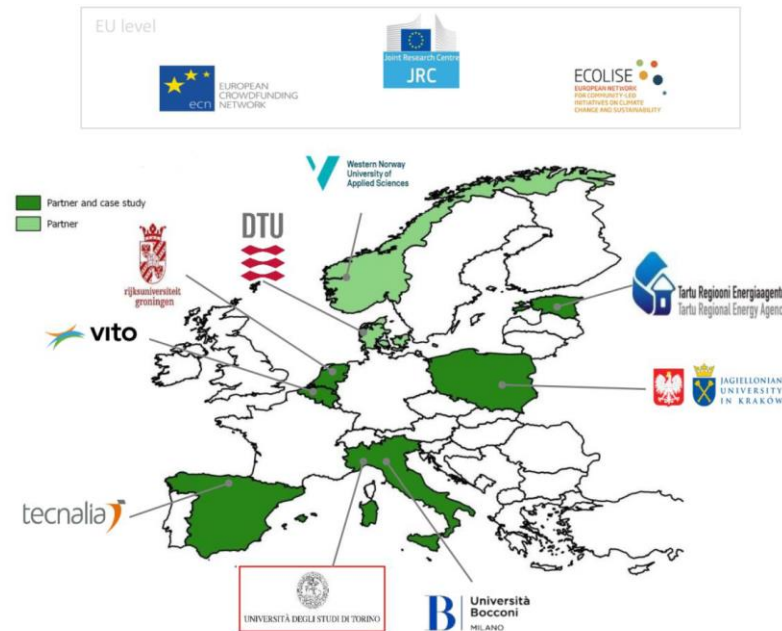 EU level
Joint Research Centre
JRC
ecn
EUROPEAN
CROWDFUNDING
NETWORK
ECOLISE
EUROPEAN NETWORK
FOR COMMUNITY-LED
INITIATIVES ON CLIMATE
CHANGE AND SUSTAINABILITY
Western Norway
University of
Applied Sciences
Partner and case study
Partner
DTU
rijksuniversiteit
groningen
vito
Tartu Regiooni Energiaagent
Tartu Regional Energy Agenc
JAGIELLONIAN
UNIVERSITY
IN KRAKÓW
tecnalia
UNIVERSITÀ DEGLI STUDI DI TORINO
B
Università
Bocconi
MILANO